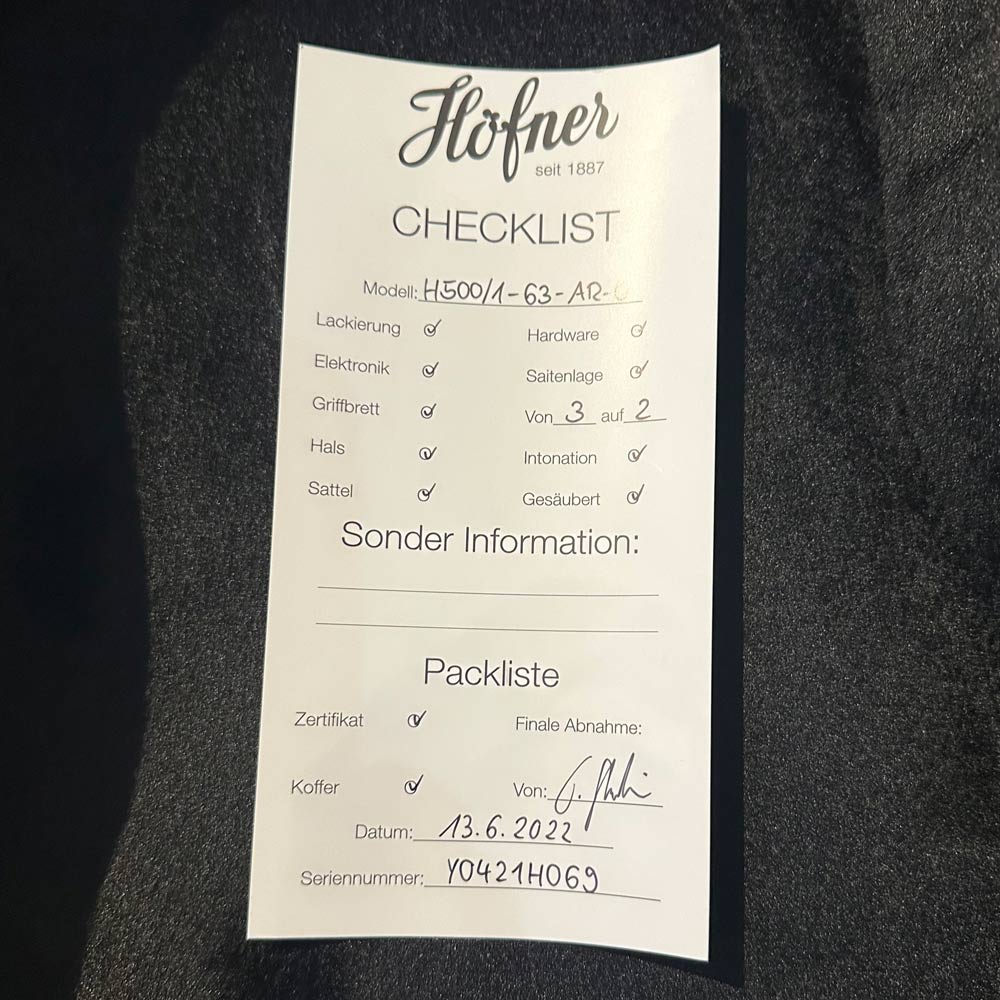 Höfner
seit 1887
CHECKLIST
Modell: H500/1-63-AR-
Lackierung Hardware
Elektronik Saitenlage
Griffbrett Von 3 auf 2
Hals Intonation
Sattel Gesäubert
Sonder Information:
Packliste
Zertifikat Finale Abnahme:
Koffer Von:
Datum: 13.6.2022
Seriennummer: Y0421H069